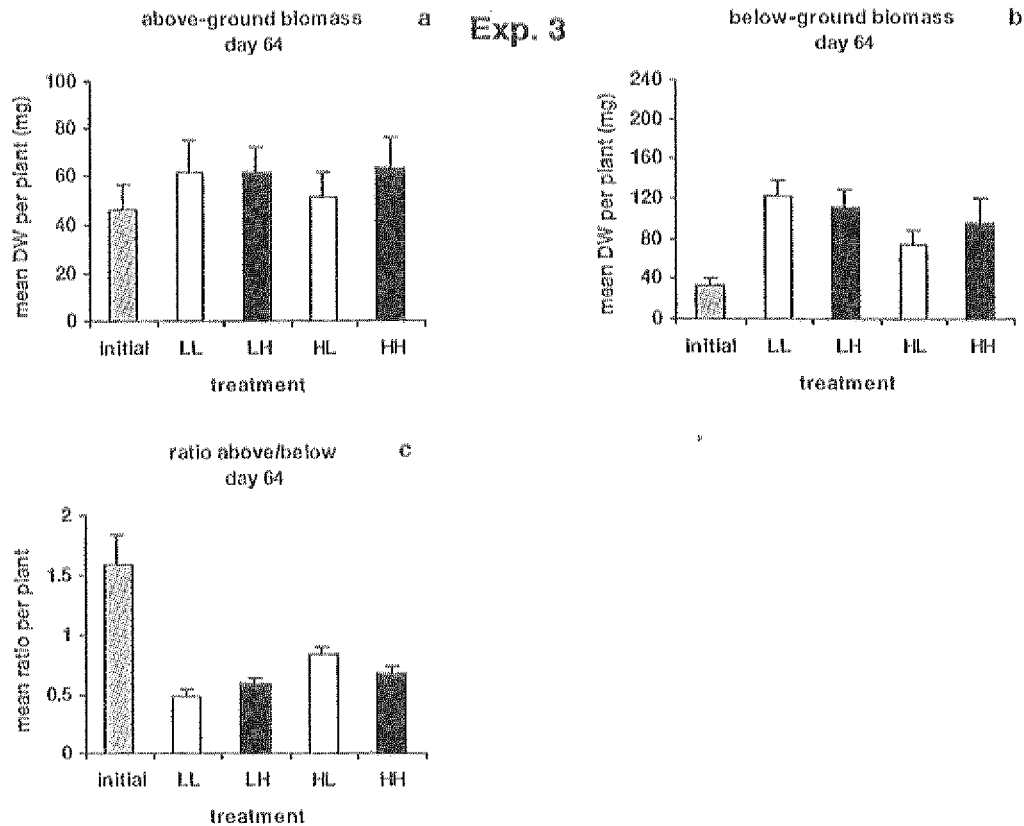 above-ground biomass a
day 64
Exp. 3
below-ground biomass b
day 64
mean DW per plant (mg)
100
80
60
40
20
0
initial LL LH HL HH
treatment
mean DW per plant (mg)
240
200
160
120
80
40
0
initial LL LH HL HH
treatment
ratio above/below c
day 64
mean ratio per plant
2
1.5
1
0.5
0
initial LL LH HL HH
treatment